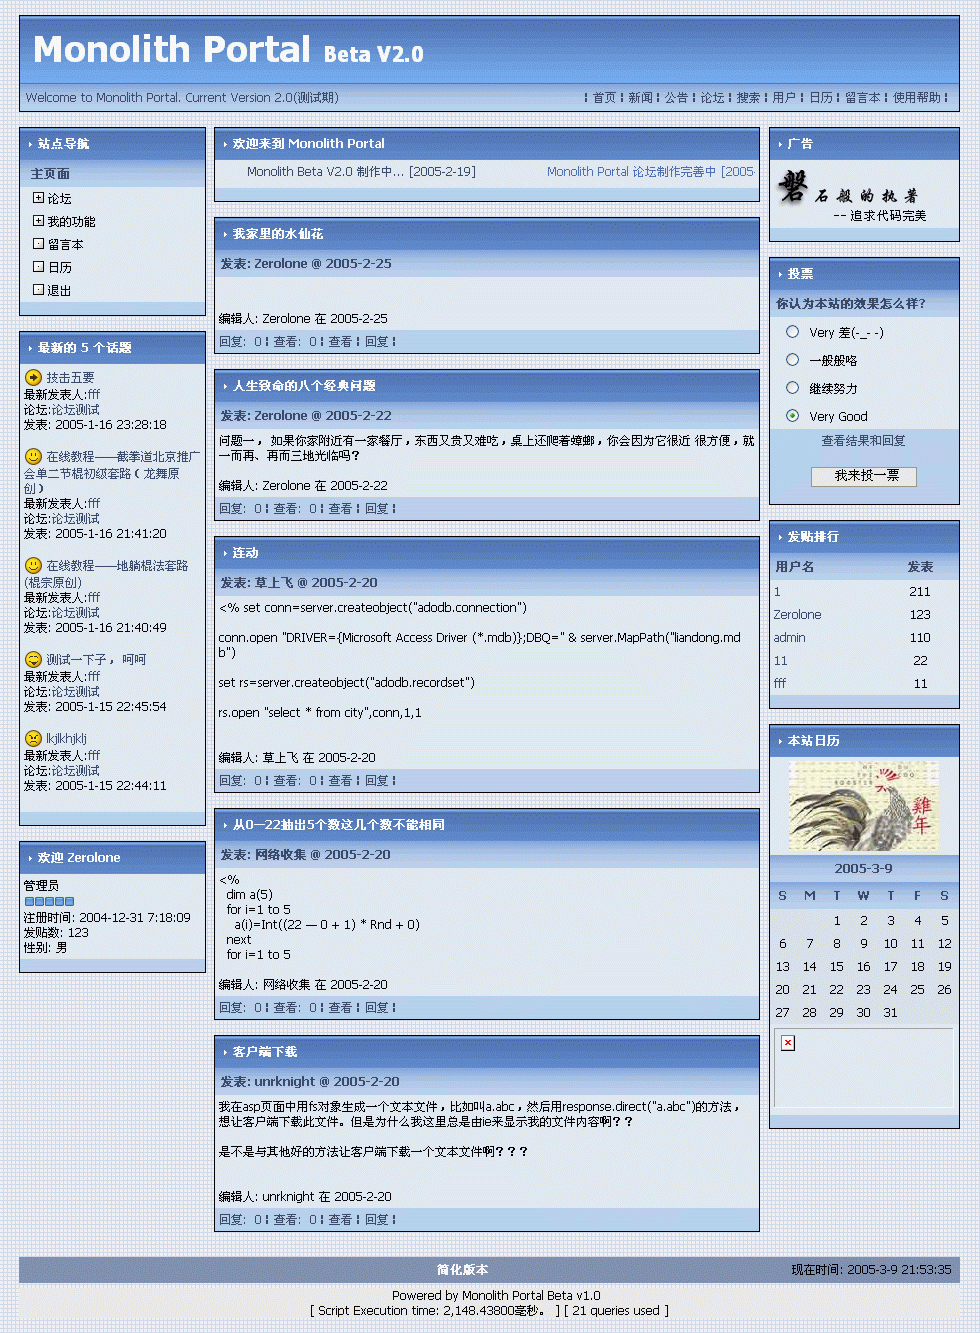 Monolith Portal Beta V2.0
Welcome to Monolith Portal. Current Version 2.0(测试期)
¦ 首页 ¦ 新闻 ¦ 公告 ¦ 论坛 ¦ 搜索 ¦ 用户 ¦ 日历 ¦ 留言本 ¦ 使用帮助 ¦
站点导航
主页面
论坛
我的功能
留言本
日历
退出
最新的 5 个话题
技击五要
最新发表人:fff
论坛:论坛测试
发表: 2005-1-16 23:28:18
在线教程——截拳道北京推广
会单二节棍初级套路（龙舞原
创）
最新发表人:fff
论坛:论坛测试
发表: 2005-1-16 21:41:20
在线教程——地躺棍法套路
(棍宗原创)
最新发表人:fff
论坛:论坛测试
发表: 2005-1-16 21:40:49
测试一下子，呵呵
最新发表人:fff
论坛:论坛测试
发表: 2005-1-15 22:45:54
lkjlkhjklj
最新发表人:fff
论坛:论坛测试
发表: 2005-1-15 22:44:11
欢迎 Zerolone
管理员
注册时间: 2004-12-31 7:18:09
发贴数: 123
性别: 男
欢迎来到 Monolith Portal
Monolith Beta V2.0 制作中... [2005-2-19]
Monolith Portal 论坛制作完善中 [2005-
我家里的水仙花
发表: Zerolone @ 2005-2-25
编辑人: Zerolone 在 2005-2-25
回复: 0 ¦ 查看: 0 ¦ 查看 ¦ 回复 ¦
人生致命的八个经典问题
发表: Zerolone @ 2005-2-22
问题一， 如果你家附近有一家餐厅，东西又贵又难吃，桌上还爬着蟑螂，你会因为它很近 很方便，就
一而再、再而三地光临吗？
编辑人: Zerolone 在 2005-2-22
回复: 0 ¦ 查看: 0 ¦ 查看 ¦ 回复 ¦
连动
发表: 草上飞 @ 2005-2-20
<% set conn=server.createobject("adodb.connection")
conn.open "DRIVER={Microsoft Access Driver (*.mdb)};DBQ=" & server.MapPath("liandong.md
b")
set rs=server.createobject("adodb.recordset")
rs.open "select * from city",conn,1,1
编辑人: 草上飞 在 2005-2-20
回复: 0 ¦ 查看: 0 ¦ 查看 ¦ 回复 ¦
从0—22抽出5个数这几个数不能相同
发表: 网络收集 @ 2005-2-20
<%
dim a(5)
for i=1 to 5
a(i)=Int((22 — 0 + 1) * Rnd + 0)
next
for i=1 to 5
编辑人: 网络收集 在 2005-2-20
回复: 0 ¦ 查看: 0 ¦ 查看 ¦ 回复 ¦
客户端下载
发表: unrknight @ 2005-2-20
我在asp页面中用fs对象生成一个文本文件，比如叫a.abc，然后用response.direct("a.abc")的方法，
想让客户端下载此文件。但是为什么我这里总是由ie来显示我的文件内容啊？？
是不是与其他好的方法让客户端下载一个文本文件啊？？？
编辑人: unrknight 在 2005-2-20
回复: 0 ¦ 查看: 0 ¦ 查看 ¦ 回复 ¦
广告
磐 石般的执著
-- 追求代码完美
投票
你认为本站的效果怎么样?
Very 差(-_- -)
一般般咯
继续努力
Very Good
查看结果和回复
我来投一票
发贴排行
用户名 发表
1 211
Zerolone 123
admin 110
11 22
fff 11
本站日历
雞年
2005-3-9
S M T W T F S
1 2 3 4 5
6 7 8 9 10 11 12
13 14 15 16 17 18 19
20 21 22 23 24 25 26
27 28 29 30 31
简化版本
现在时间: 2005-3-9 21:53:35
Powered by Monolith Portal Beta v1.0
[ Script Execution time: 2,148.43800毫秒。 ] [ 21 queries used ]